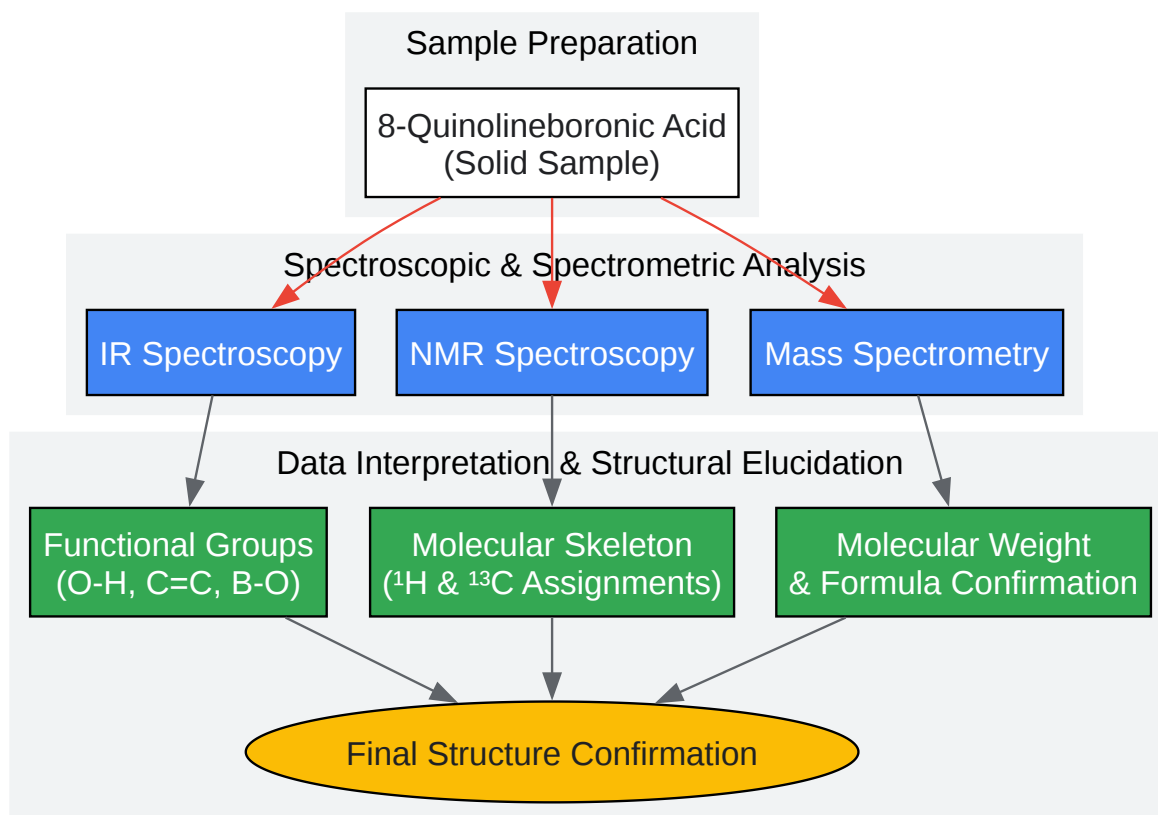 Sample Preparation
8-Quinolineboronic Acid
(Solid Sample)
Spectroscopic & Spectrometric Analysis
IR Spectroscopy
NMR Spectroscopy
Mass Spectrometry
Data Interpretation & Structural Elucidation
Functional Groups
(O-H, C=C, B-O)
Molecular Skeleton
(¹H & ¹³C Assignments)
Molecular Weight
& Formula Confirmation
Final Structure Confirmation